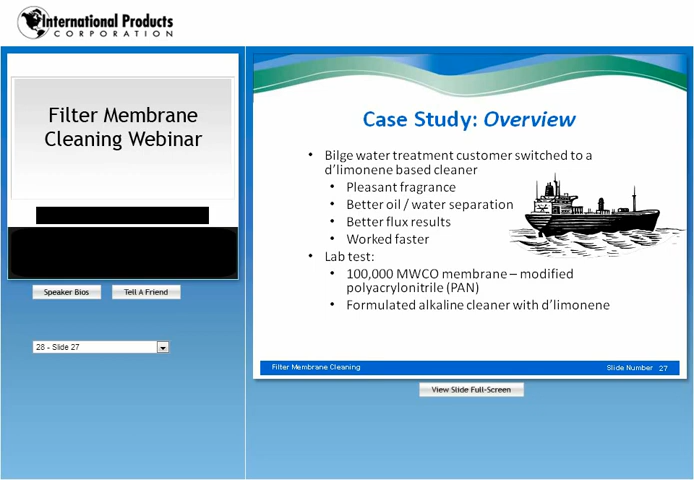 International Products
CORPORATION
Filter Membrane
Cleaning Webinar
Speaker Bios
Tell A Friend
28 - Slide 27
Case Study: Overview
• Bilge water treatment customer switched to a
d’limonene based cleaner
• Pleasant fragrance
• Better oil / water separation
• Better flux results
• Worked faster
• Lab test:
• 100,000 MWCO membrane – modified
polyacrylonitrile (PAN)
• Formulated alkaline cleaner with d’limonene
Filter Membrane Cleaning
Slide Number 27
View Slide Full-Screen